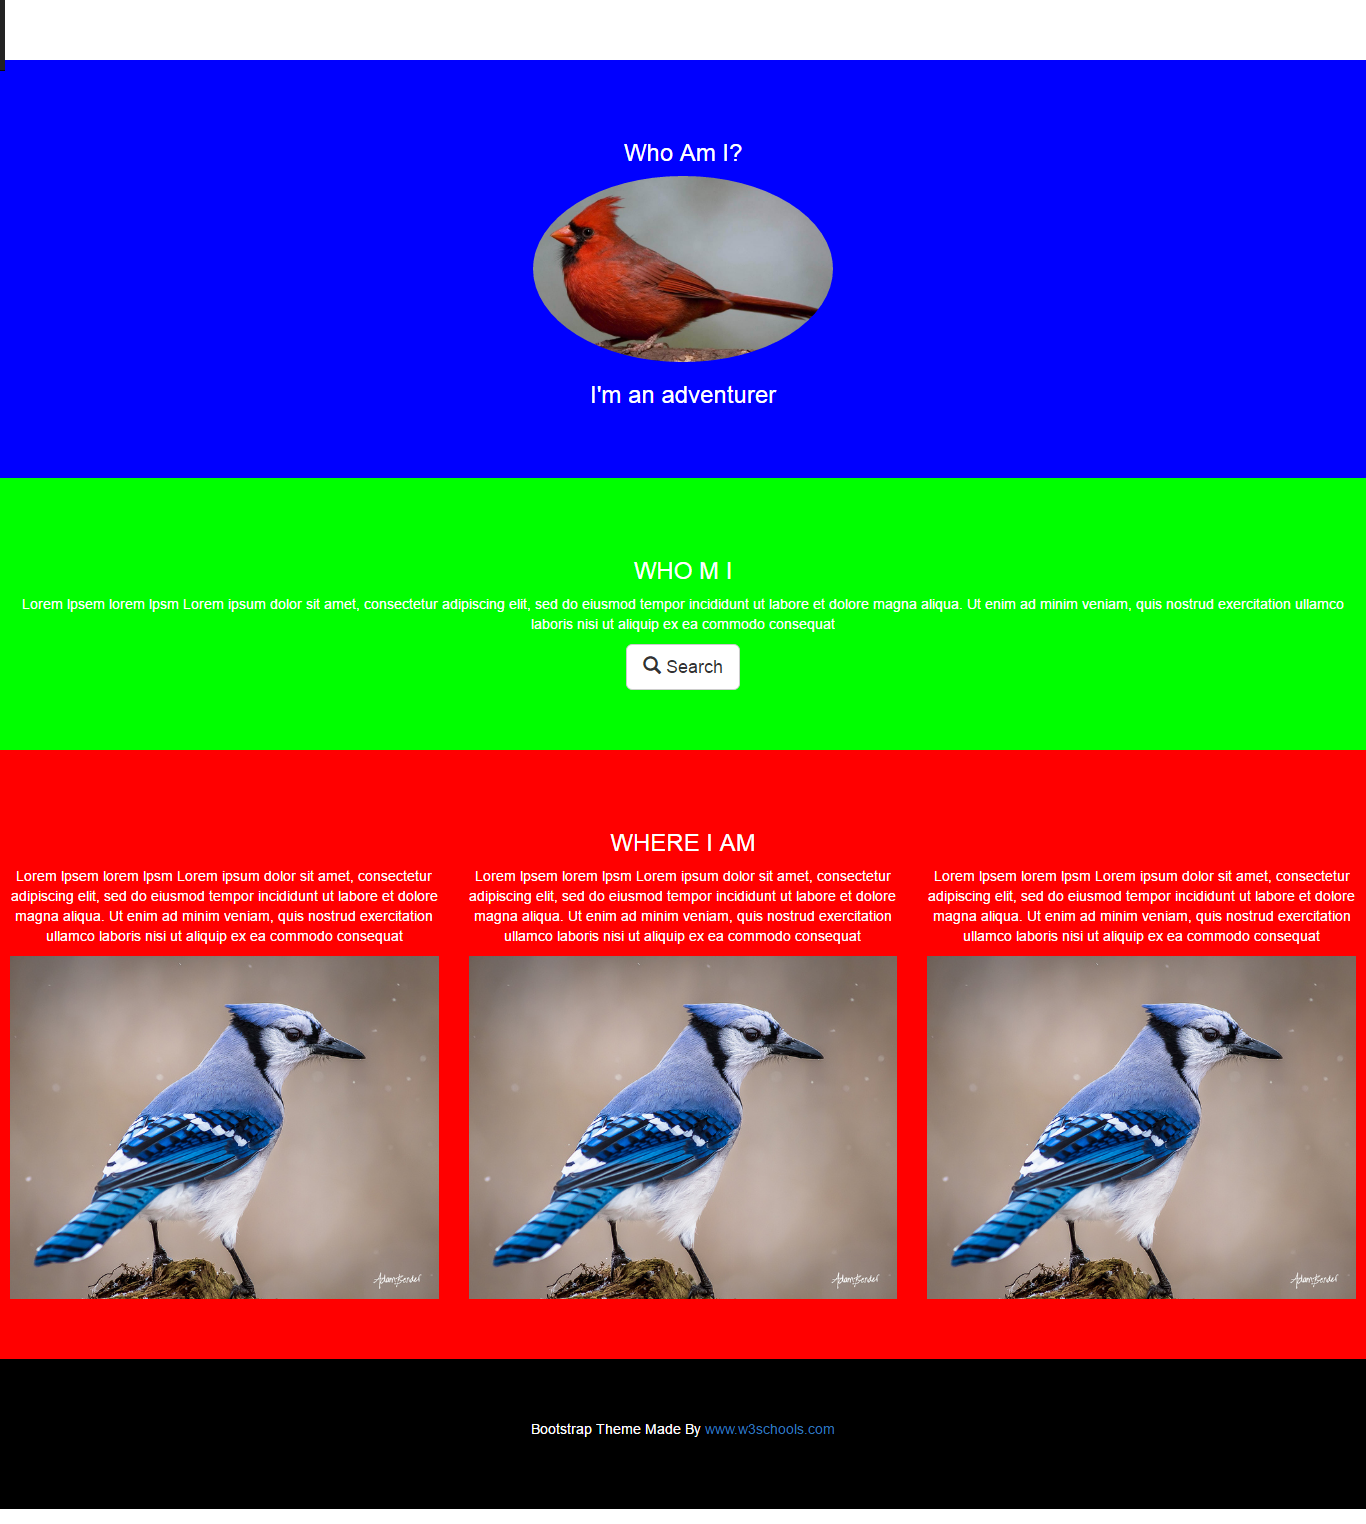 Who Am I?
I'm an adventurer
WHO M I
Lorem Ipsem lorem Ipsm Lorem ipsum dolor sit amet, consectetur adipiscing elit, sed do eiusmod tempor incididunt ut labore et dolore magna aliqua. Ut enim ad minim veniam, quis nostrud exercitation ullamco
laboris nisi ut aliquip ex ea commodo consequat
Search
WHERE I AM
Lorem Ipsem lorem Ipsm Lorem ipsum dolor sit amet, consectetur
adipiscing elit, sed do eiusmod tempor incididunt ut labore et dolore
magna aliqua. Ut enim ad minim veniam, quis nostrud exercitation
ullamco laboris nisi ut aliquip ex ea commodo consequat
Lorem Ipsem lorem Ipsm Lorem ipsum dolor sit amet, consectetur
adipiscing elit, sed do eiusmod tempor incididunt ut labore et dolore
magna aliqua. Ut enim ad minim veniam, quis nostrud exercitation
ullamco laboris nisi ut aliquip ex ea commodo consequat
Lorem Ipsem lorem Ipsm Lorem ipsum dolor sit amet, consectetur
adipiscing elit, sed do eiusmod tempor incididunt ut labore et dolore
magna aliqua. Ut enim ad minim veniam, quis nostrud exercitation
ullamco laboris nisi ut aliquip ex ea commodo consequat
Bootstrap Theme Made By www.w3schools.com